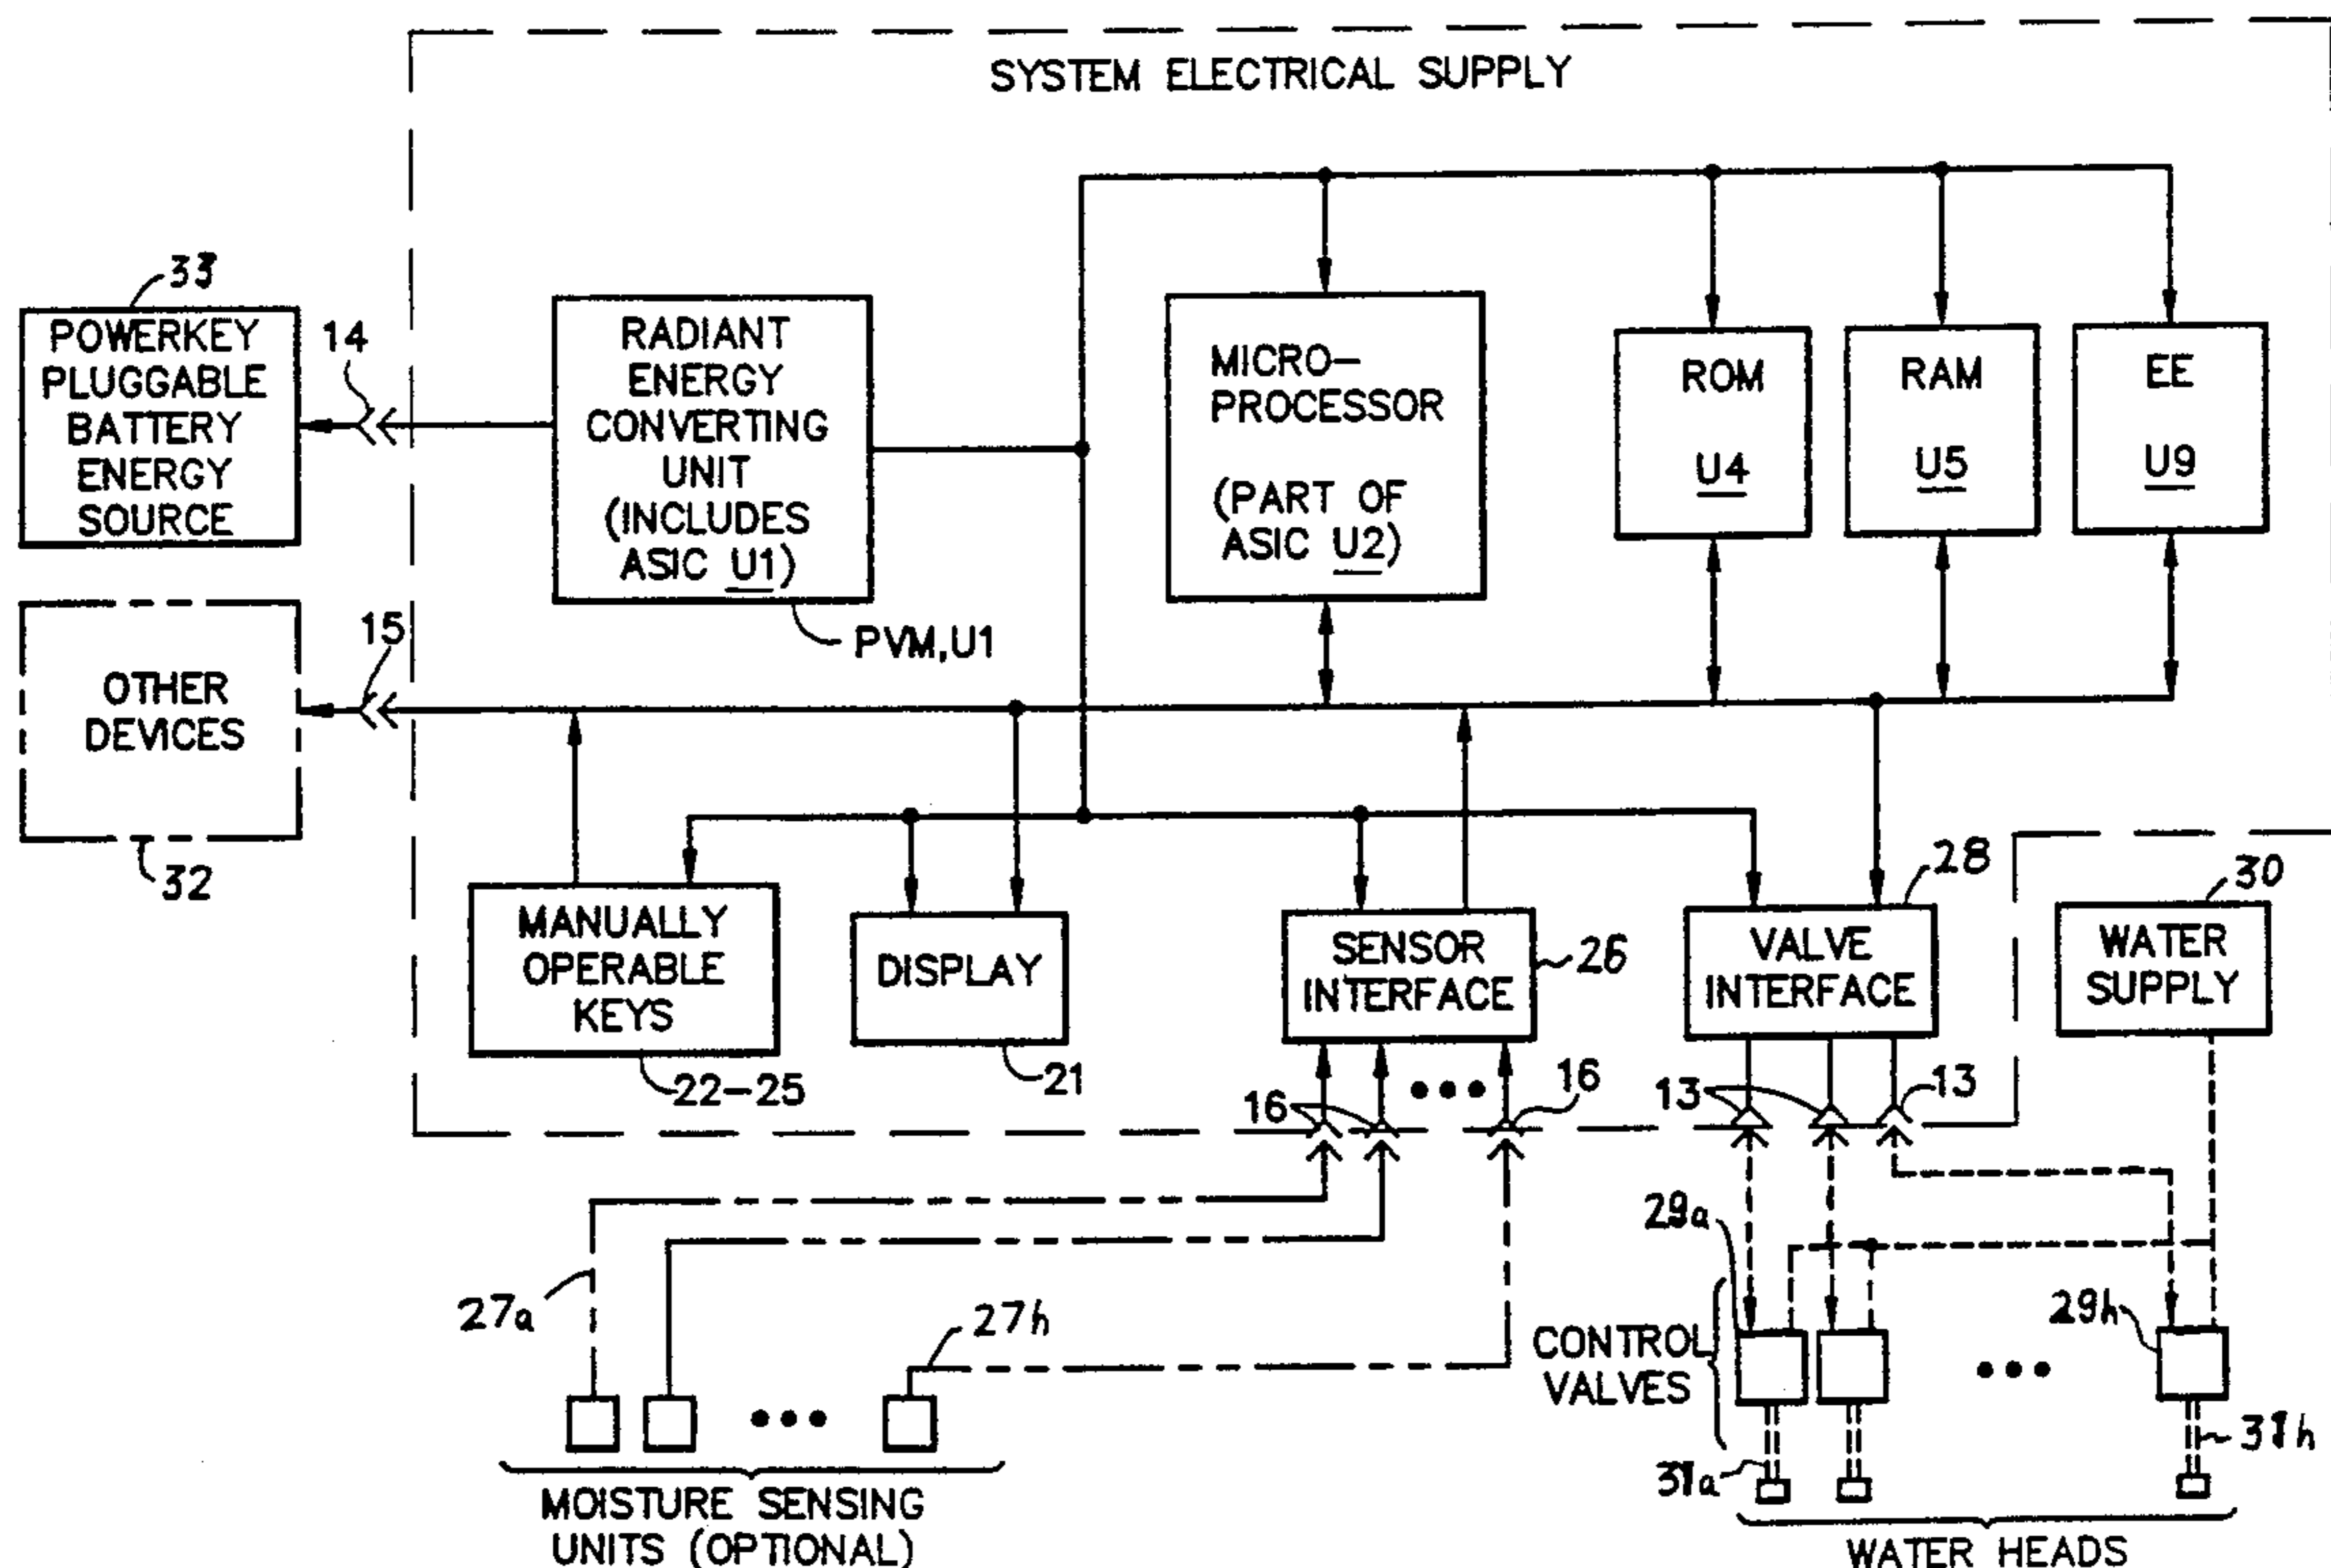 SYSTEM ELECTRICAL SUPPLY
33
POWERKEY
PLUGGABLE
BATTERY
ENERGY
SOURCE
14
RADIANT
ENERGY
CONVERTING
UNIT
(INCLUDES
ASIC U1)
PVM,U1
MICRO-
PROCESSOR
(PART OF
ASIC U2)
ROM
U4
RAM
U5
EE
U9
OTHER
DEVICES
15
32
MANUALLY
OPERABLE
KEYS
22-25
DISPLAY
21
SENSOR
INTERFACE
26
VALVE
INTERFACE
28
WATER
SUPPLY
30
16
16
13
13
27a
27h
MOISTURE SENSING
UNITS (OPTIONAL)
29a
29h
CONTROL
VALVES
31a
31h
WATER HEADS